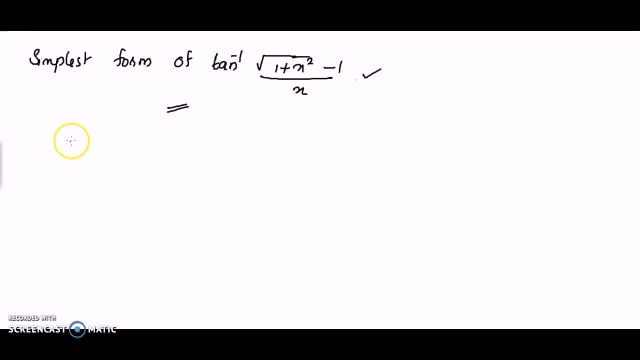 Simplest form of tan⁻¹ √(1+x²) −1 / x ✓
RECORDED WITH
SCREENCAST MATIC